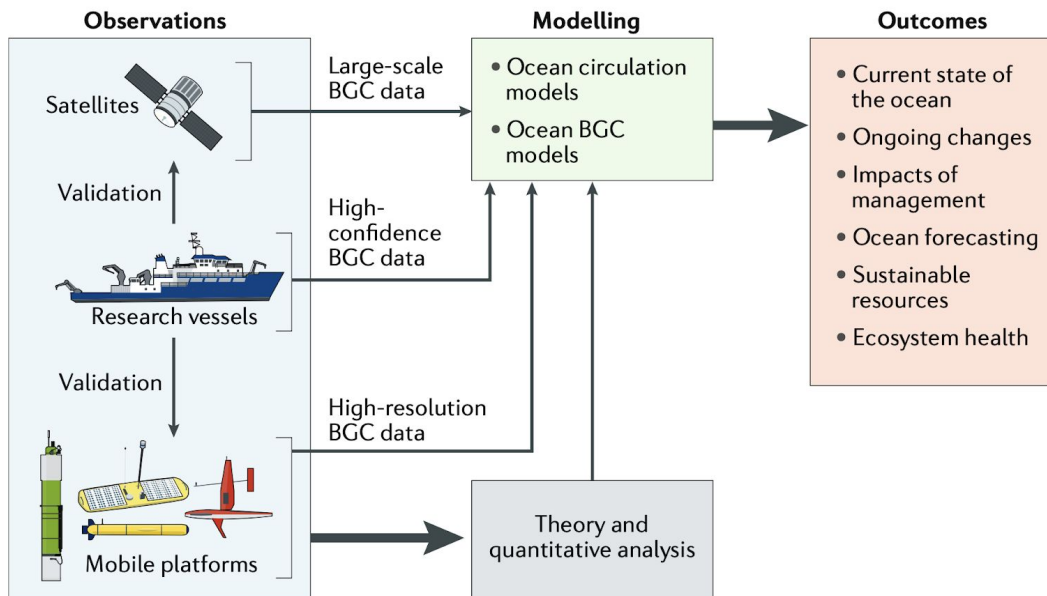 Observations
Satellites
Validation
Research vessels
Validation
Mobile platforms
Large-scale
BGC data
High-
confidence
BGC data
High-resolution
BGC data
Modelling
• Ocean circulation
models
• Ocean BGC
models
Theory and
quantitative analysis
Outcomes
• Current state of
the ocean
• Ongoing changes
• Impacts of
management
• Ocean forecasting
• Sustainable
resources
• Ecosystem health